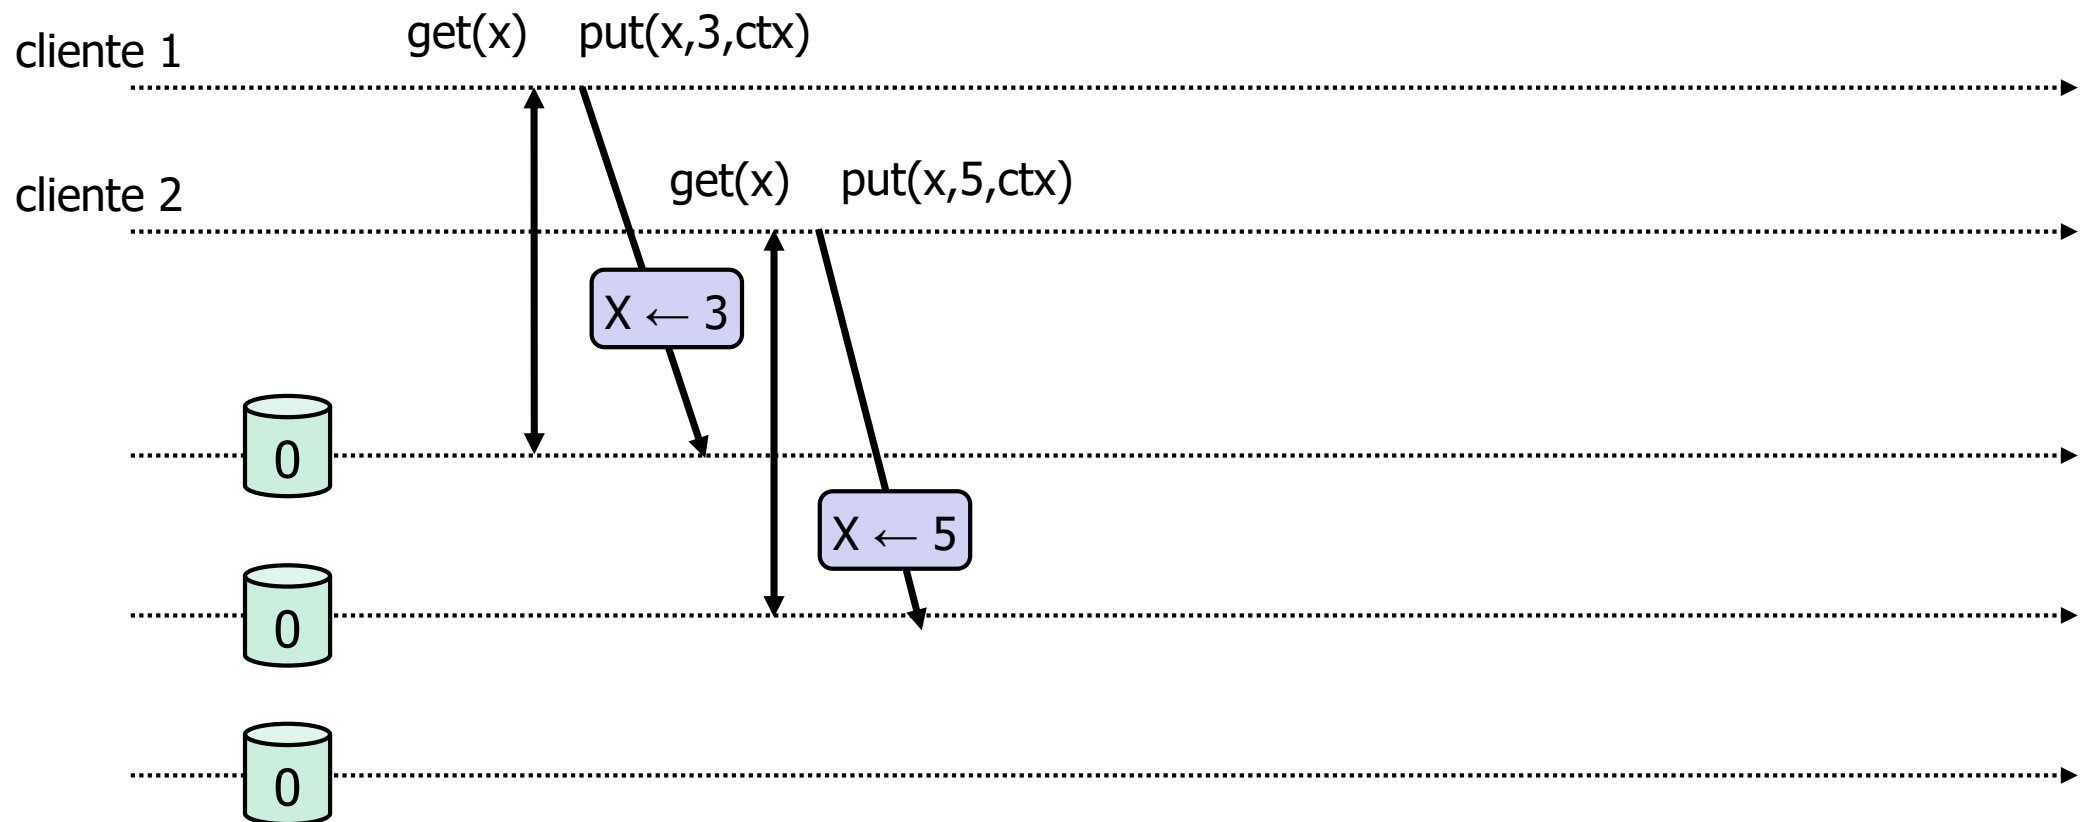 get(x) put(x,3,ctx)
cliente 1
get(x) put(x,5,ctx)
cliente 2
X ← 3
0
X ← 5
0
0